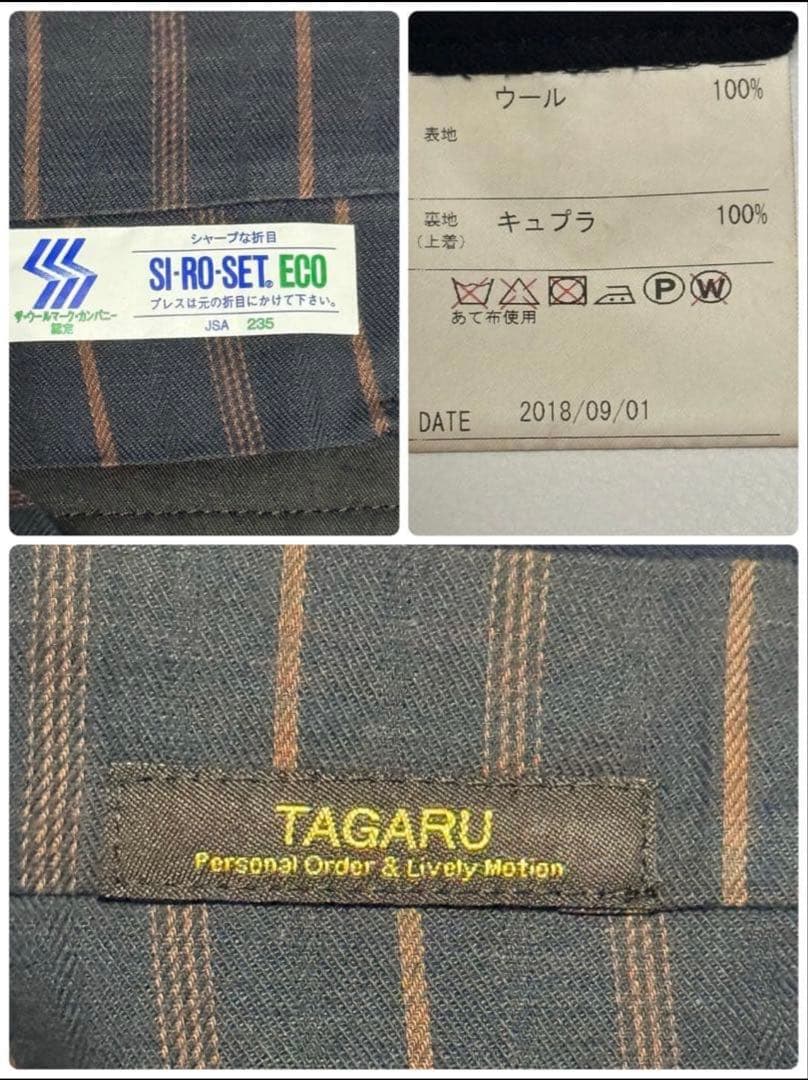 シャープな折目
SI-RO-SET® ECO
プレスは元の折目にかけて下さい。
ザ・ウールマーク・カンパニー
認定
JSA 235
ウール 100%
表地
裏地 キュプラ 100%
(上着)
P W
あて布使用
DATE 2018/09/01
TAGARU
Personal Order & Lively Motion